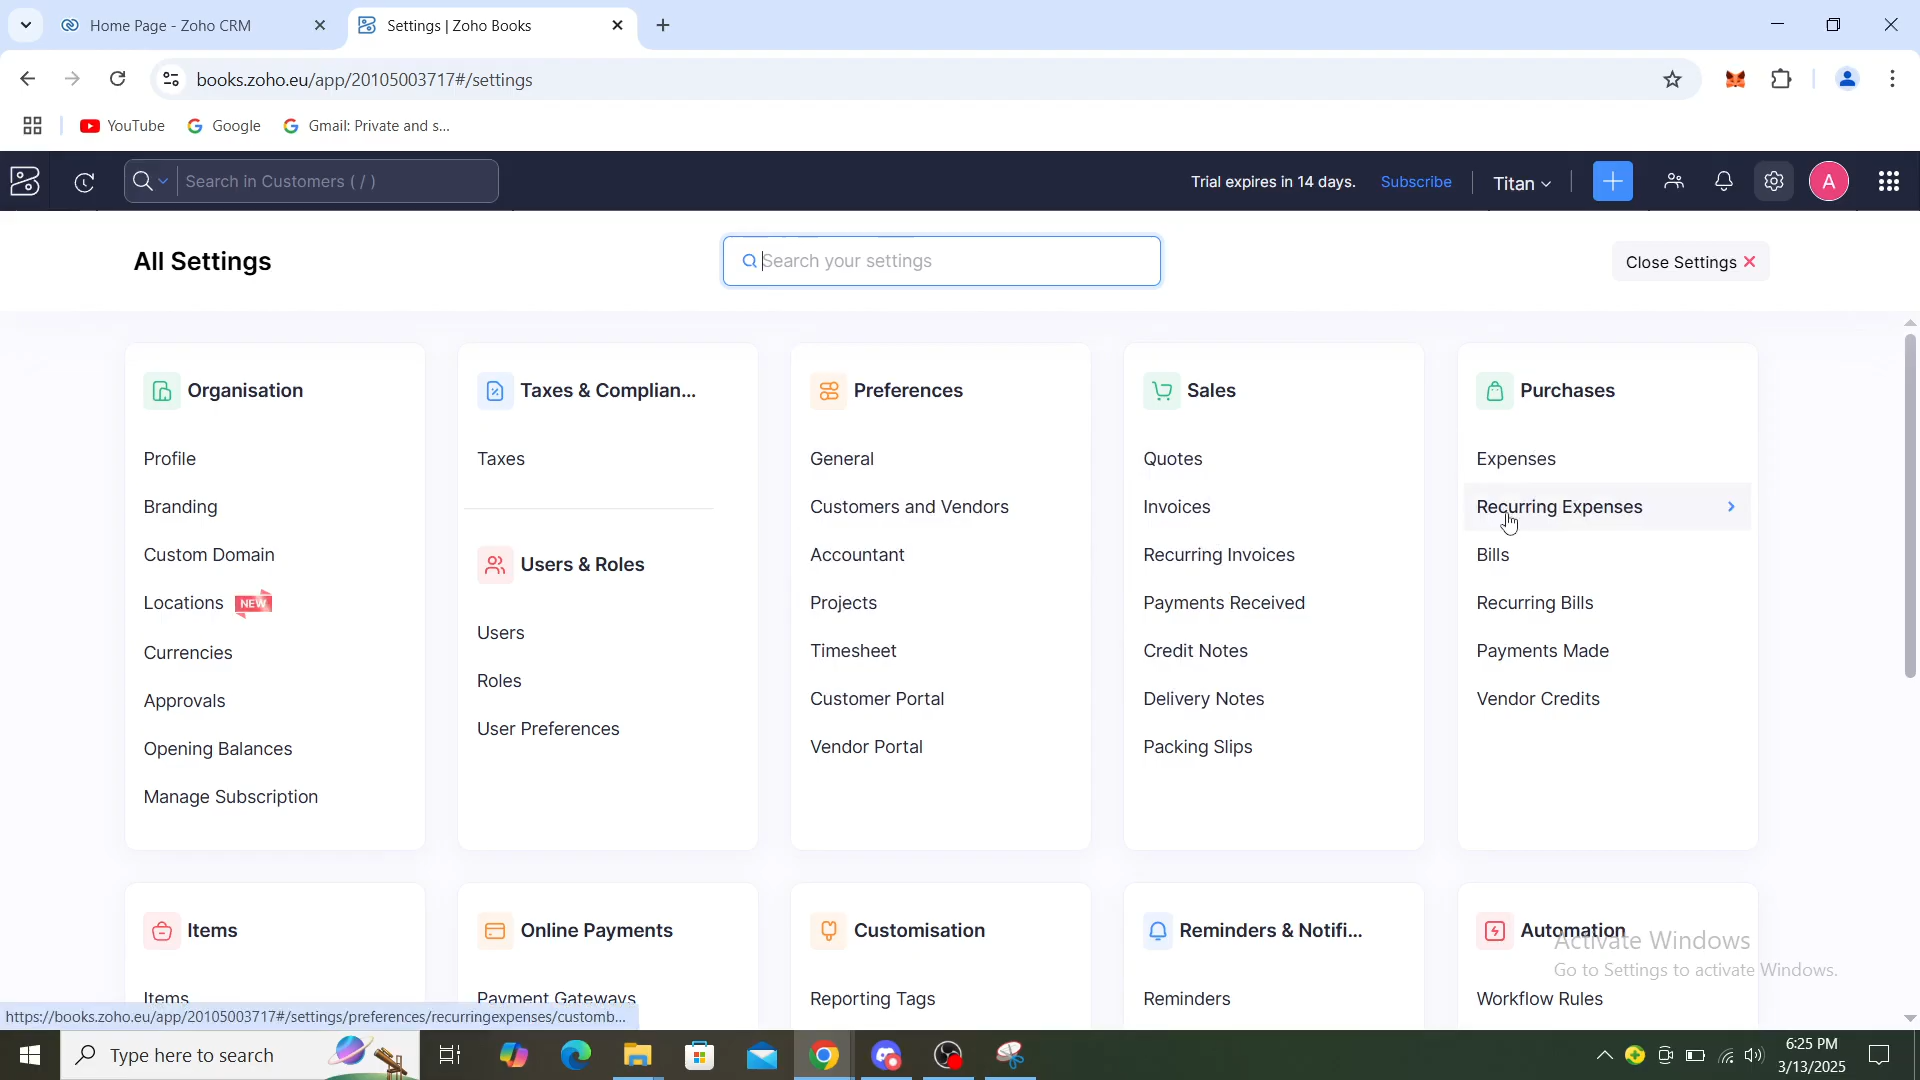 Home Page - Zoho CRM
Settings | Zoho Books
books.zoho.eu/app/20105003717#/settings
YouTube
Google
Gmail: Private and s...
Search in Customers ( / )
Trial expires in 14 days.
Subscribe
Titan
A
All Settings
Search your settings
Close Settings
Organisation
Profile
Branding
Custom Domain
Locations NEW
Currencies
Approvals
Opening Balances
Manage Subscription
Taxes & Complian...
Taxes
Users & Roles
Users
Roles
User Preferences
Preferences
General
Customers and Vendors
Accountant
Projects
Timesheet
Customer Portal
Vendor Portal
Sales
Quotes
Invoices
Recurring Invoices
Payments Received
Credit Notes
Delivery Notes
Packing Slips
Purchases
Expenses
Recurring Expenses
Bills
Recurring Bills
Payments Made
Vendor Credits
Items
Items
Online Payments
Payment Gateways
Customisation
Reporting Tags
Reminders & Notifi...
Reminders
Automation
Workflow Rules
Activate Windows
Go to Settings to activate Windows.
https://books.zoho.eu/app/20105003717#/settings/preferences/recurringexpenses/customb...
Type here to search
6:25 PM
3/13/2025